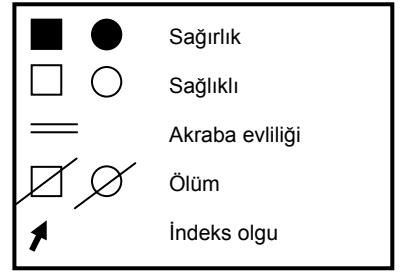 Sağırlık
Sağlıklı
Akraba evliliği
Ölüm
İndeks olgu